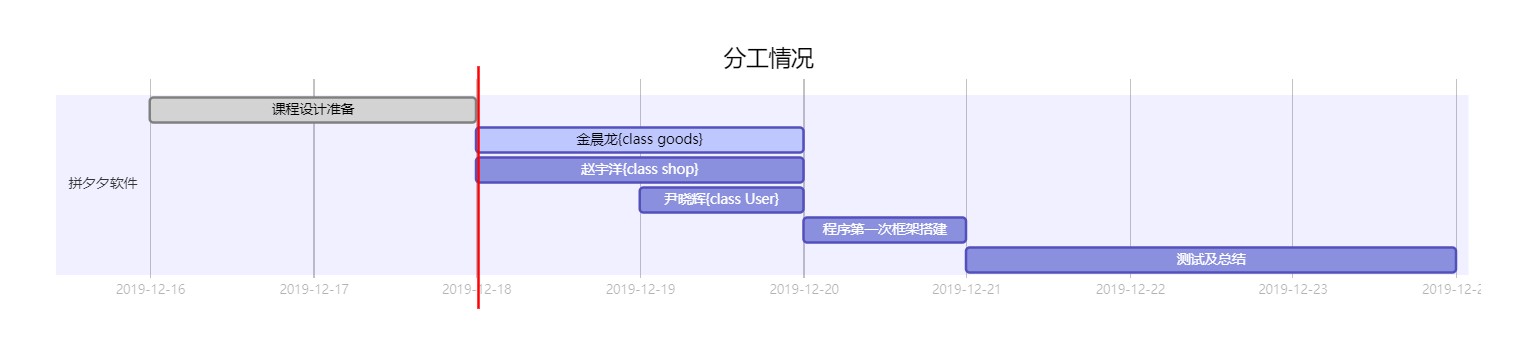 分工情况
课程设计准备
金晨龙{class goods}
赵宇洋{class shop}
拼夕夕软件
尹晓辉{class User}
程序第一次框架搭建
测试及总结
2019-12-16
2019-12-17
2019-12-18
2019-12-19
2019-12-20
2019-12-21
2019-12-22
2019-12-23
2019-12-2